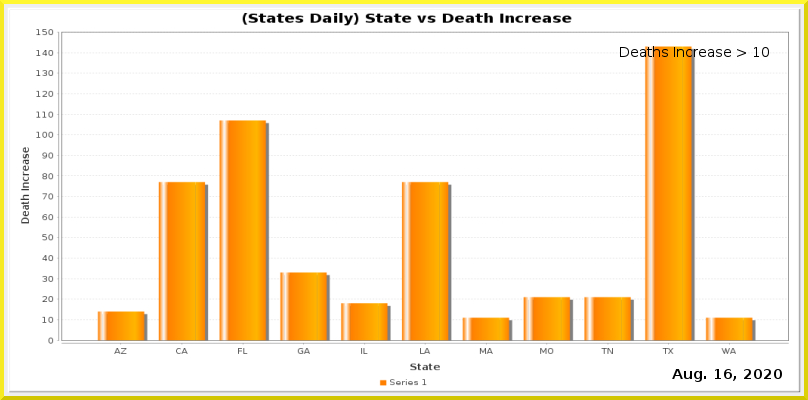 (States Daily) State vs Death Increase
150
140
130
120
110
100
90
80
70
60
50
40
30
20
10
0
Death Increase
Deaths Increase > 10
AZ CA FL GA IL LA MA MO TN TX WA
State
Series 1
Aug. 16, 2020